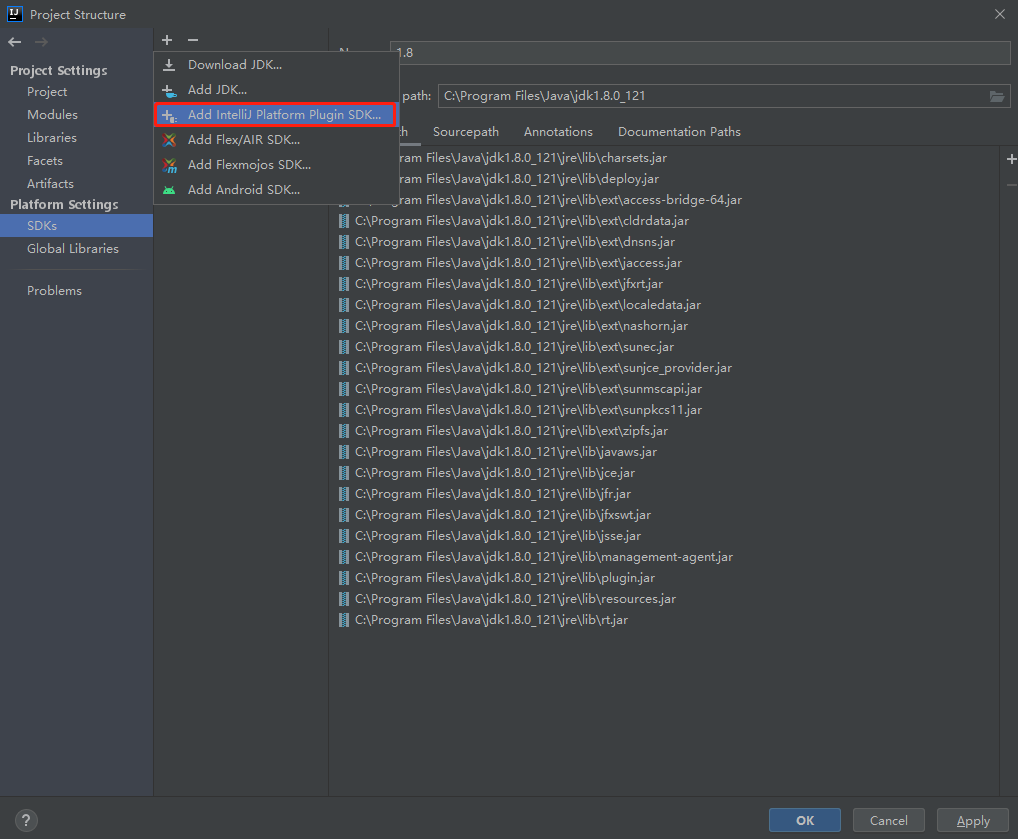 IJ Project Structure
Project Settings
Project
Modules
Libraries
Facets
Artifacts
Platform Settings
SDKs
Global Libraries
Problems
Download JDK...
Add JDK...
Add IntelliJ Platform Plugin SDK...
Add Flex/AIR SDK...
Add Flexmojos SDK...
Add Android SDK...
1.8
path: C:\Program Files\Java\jdk1.8.0_121
Sourcepath Annotations Documentation Paths
ram Files\Java\jdk1.8.0_121\jre\lib\charsets.jar
ram Files\Java\jdk1.8.0_121\jre\lib\deploy.jar
ram Files\Java\jdk1.8.0_121\jre\lib\ext\access-bridge-64.jar
C:\Program Files\Java\jdk1.8.0_121\jre\lib\ext\cldrdata.jar
C:\Program Files\Java\jdk1.8.0_121\jre\lib\ext\dnsns.jar
C:\Program Files\Java\jdk1.8.0_121\jre\lib\ext\jaccess.jar
C:\Program Files\Java\jdk1.8.0_121\jre\lib\ext\jfxrt.jar
C:\Program Files\Java\jdk1.8.0_121\jre\lib\ext\localedata.jar
C:\Program Files\Java\jdk1.8.0_121\jre\lib\ext\nashorn.jar
C:\Program Files\Java\jdk1.8.0_121\jre\lib\ext\sunec.jar
C:\Program Files\Java\jdk1.8.0_121\jre\lib\ext\sunjce_provider.jar
C:\Program Files\Java\jdk1.8.0_121\jre\lib\ext\sunmscapi.jar
C:\Program Files\Java\jdk1.8.0_121\jre\lib\ext\sunpkcs11.jar
C:\Program Files\Java\jdk1.8.0_121\jre\lib\ext\zipfs.jar
C:\Program Files\Java\jdk1.8.0_121\jre\lib\javaws.jar
C:\Program Files\Java\jdk1.8.0_121\jre\lib\jce.jar
C:\Program Files\Java\jdk1.8.0_121\jre\lib\jfr.jar
C:\Program Files\Java\jdk1.8.0_121\jre\lib\jfxswt.jar
C:\Program Files\Java\jdk1.8.0_121\jre\lib\jsse.jar
C:\Program Files\Java\jdk1.8.0_121\jre\lib\management-agent.jar
C:\Program Files\Java\jdk1.8.0_121\jre\lib\plugin.jar
C:\Program Files\Java\jdk1.8.0_121\jre\lib\resources.jar
C:\Program Files\Java\jdk1.8.0_121\jre\lib\rt.jar
? OK Cancel Apply